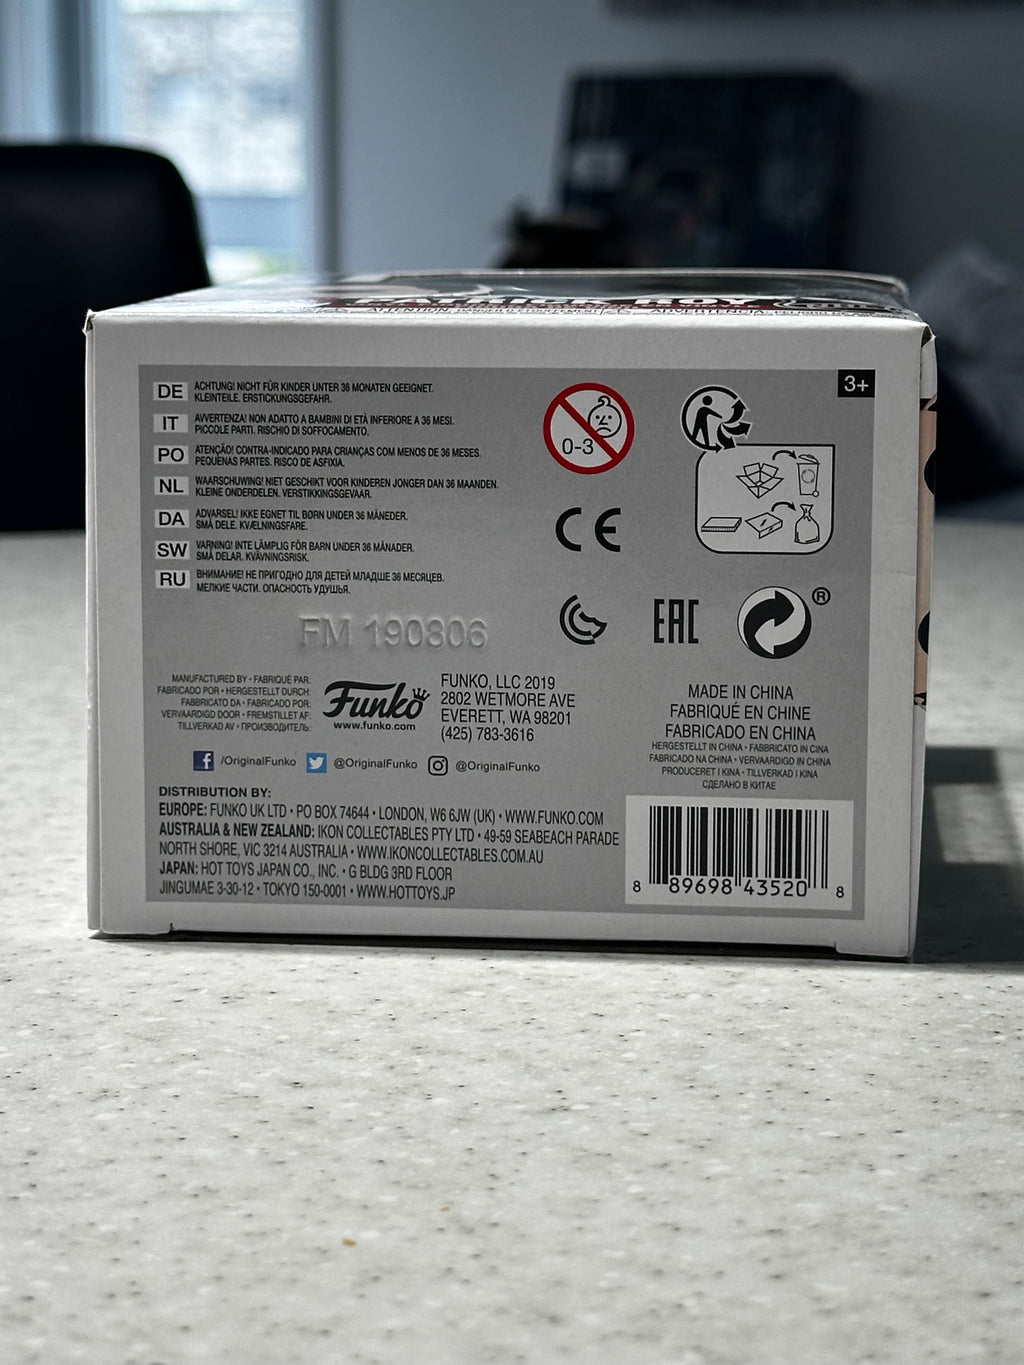 PATRICK ROY
3+
DE ACHTUNG! NICHT FÜR KINDER UNTER 36 MONATEN GEEIGNET.
KLEINTEILE. ERSTICKUNGSGEFAHR.
IT AVVERTENZA! NON ADATTO A BAMBINI DI ETÀ INFERIORE A 36 MESI.
PICCOLE PARTI. RISCHIO DI SOFFOCAMENTO.
PO ATENÇÃO! CONTRA-INDICADO PARA CRIANÇAS COM MENOS DE 36 MESES.
PEQUENAS PARTES. RISCO DE ASFIXIA.
NL WAARSCHUWING! NIET GESCHIKT VOOR KINDEREN JONGER DAN 36 MAANDEN.
KLEINE ONDERDELEN. VERSTIKKINGSGEVAAR.
DA ADVARSEL! IKKE EGNET TIL BØRN UNDER 36 MÅNEDER.
SMÅ DELE. KVÆLNINGSFARE.
SW VARNING! INTE LÄMPLIG FÖR BARN UNDER 36 MÅNADER.
SMÅ DELAR. KVÄVNINGSRISK.
RU ВНИМАНИЕ! НЕ ПРИГОДНО ДЛЯ ДЕТЕЙ МЛАДШЕ 36 МЕСЯЦЕВ.
МЕЛКИЕ ЧАСТИ. ОПАСНОСТЬ УДУШЬЯ.
0-3
CE
EAC
®
FM 190806
MANUFACTURED BY • FABRIQUÉ PAR:
FABRICADO POR • HERGESTELLT DURCH:
FABBRICATO DA • FABRICADO POR:
VERVAARDIGD DOOR • FREMSTILLET AF:
TILLVERKAD AV • ПРОИЗВОДИТЕЛЬ:
Funko
www.funko.com
FUNKO, LLC 2019
2802 WETMORE AVE
EVERETT, WA 98201
(425) 783-3616
MADE IN CHINA
FABRIQUÉ EN CHINE
FABRICADO EN CHINA
HERGESTELLT IN CHINA • FABBRICATO IN CINA
FABRICADO NA CHINA • VERVAARDIGD IN CHINA
PRODUCERET I KINA • TILLVERKAD I KINA
СДЕЛАНО В КИТАЕ
/OriginalFunko @OriginalFunko @OriginalFunko
DISTRIBUTION BY:
EUROPE: FUNKO UK LTD • PO BOX 74644 • LONDON, W6 6JW (UK) • WWW.FUNKO.COM
AUSTRALIA & NEW ZEALAND: IKON COLLECTABLES PTY LTD • 49-59 SEABEACH PARADE
NORTH SHORE, VIC 3214 AUSTRALIA • WWW.IKONCOLLECTABLES.COM.AU
JAPAN: HOT TOYS JAPAN CO., INC. • G BLDG 3RD FLOOR
JINGUMAE 3-30-12 • TOKYO 150-0001 • WWW.HOTTOYS.JP
8 89698 43520 8